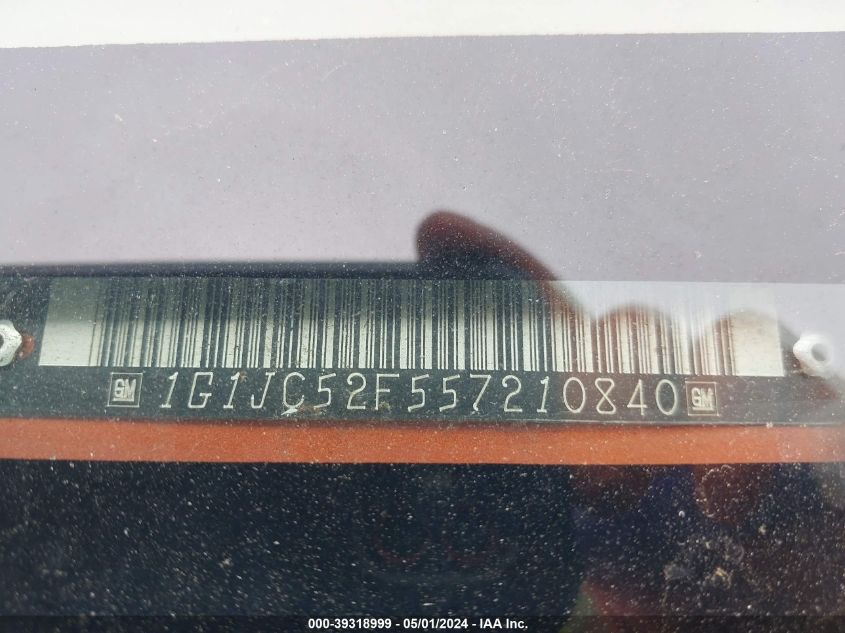 GM 1G1JC52F557210840 GM
000-39318999 - 05/01/2024 - IAA Inc.